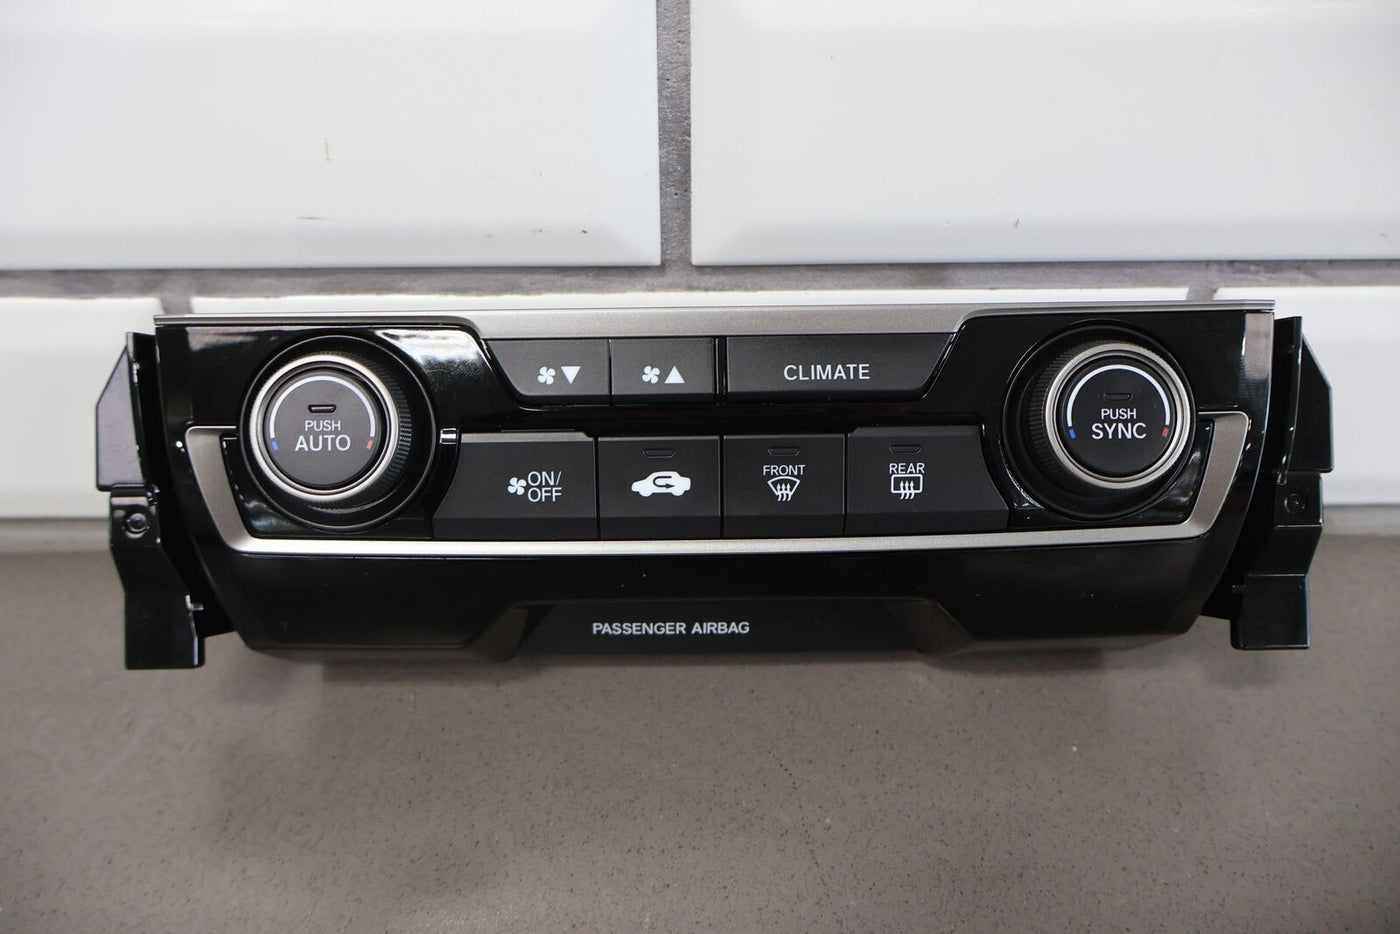 CLIMATE
PUSH
AUTO
PUSH
SYNC
ON/
OFF
FRONT
REAR
PASSENGER AIRBAG